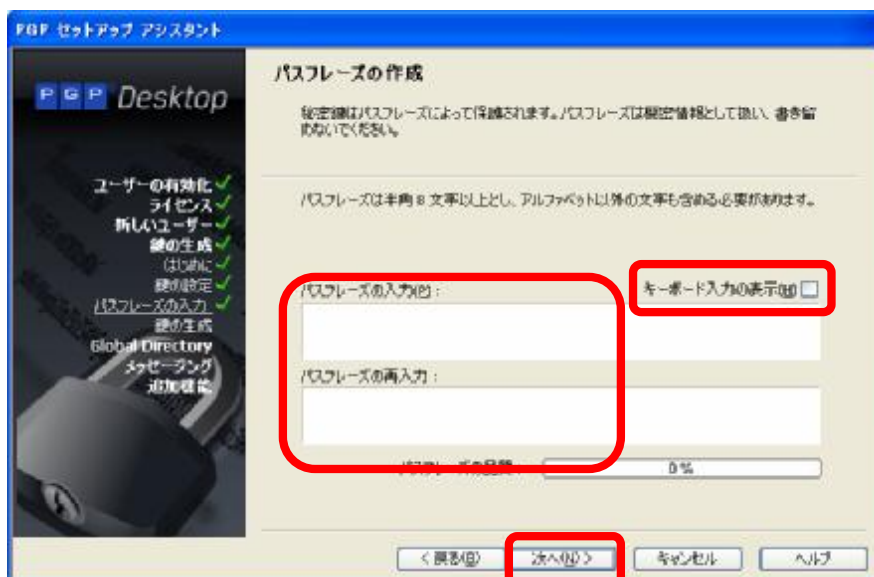 PGP セットアップ アシスタント
PGP Desktop
ユーザーの有効化
ライセンス
新しいユーザー
鍵の生成
はじめに
鍵の設定
パスフレーズの入力
鍵の生成
Global Directory
メッセージング
追加機能
パスフレーズの作成
秘密鍵はパスフレーズによって保護されます。パスフレーズは機密情報として扱い、書き留
めないでください。
パスフレーズは半角 8 文字以上とし、アルファベット以外の文字も含める必要があります。
パスフレーズの入力(P):
キーボード入力の表示(H)
パスフレーズの再入力:
パスフレーズの品質:
0 %
< 戻る(B)
次へ(N) >
キャンセル
ヘルプ